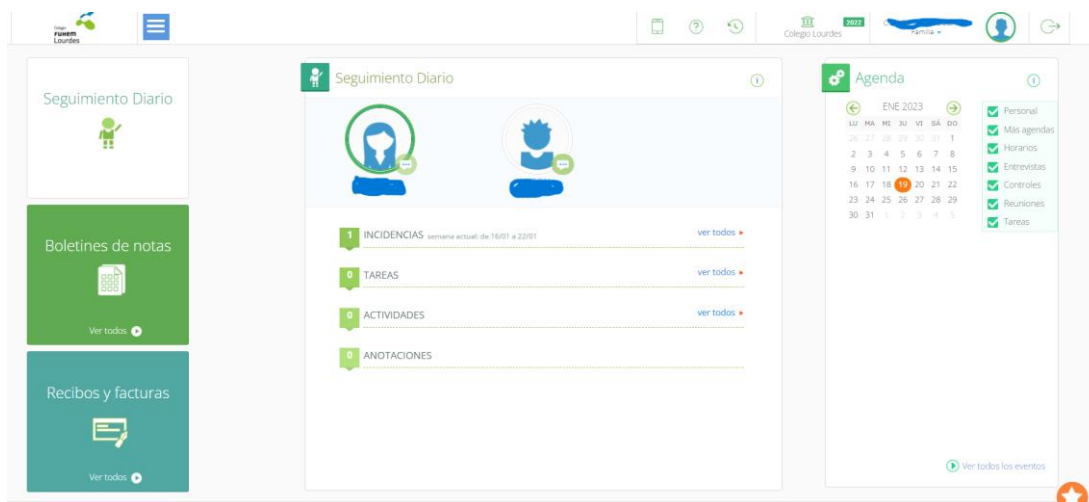 Colegio
FUHEM
Lourdes
Colegio Lourdes
2022
Familia
Seguimiento Diario
Boletines de notas
Ver todos
Recibos y facturas
Ver todos
Seguimiento Diario
1 INCIDENCIAS semana actual: de 16/01 a 22/01 ver todos
0 TAREAS ver todos
0 ACTIVIDADES ver todos
0 ANOTACIONES
Agenda
ENE 2023
LU MA MI JU VI SÁ DO
26 27 28 29 30 31 1
2 3 4 5 6 7 8
9 10 11 12 13 14 15
16 17 18 19 20 21 22
23 24 25 26 27 28 29
30 31 1 2 3 4 5
Personal
Más agendas
Horarios
Entrevistas
Controles
Reuniones
Tareas
Ver todos los eventos